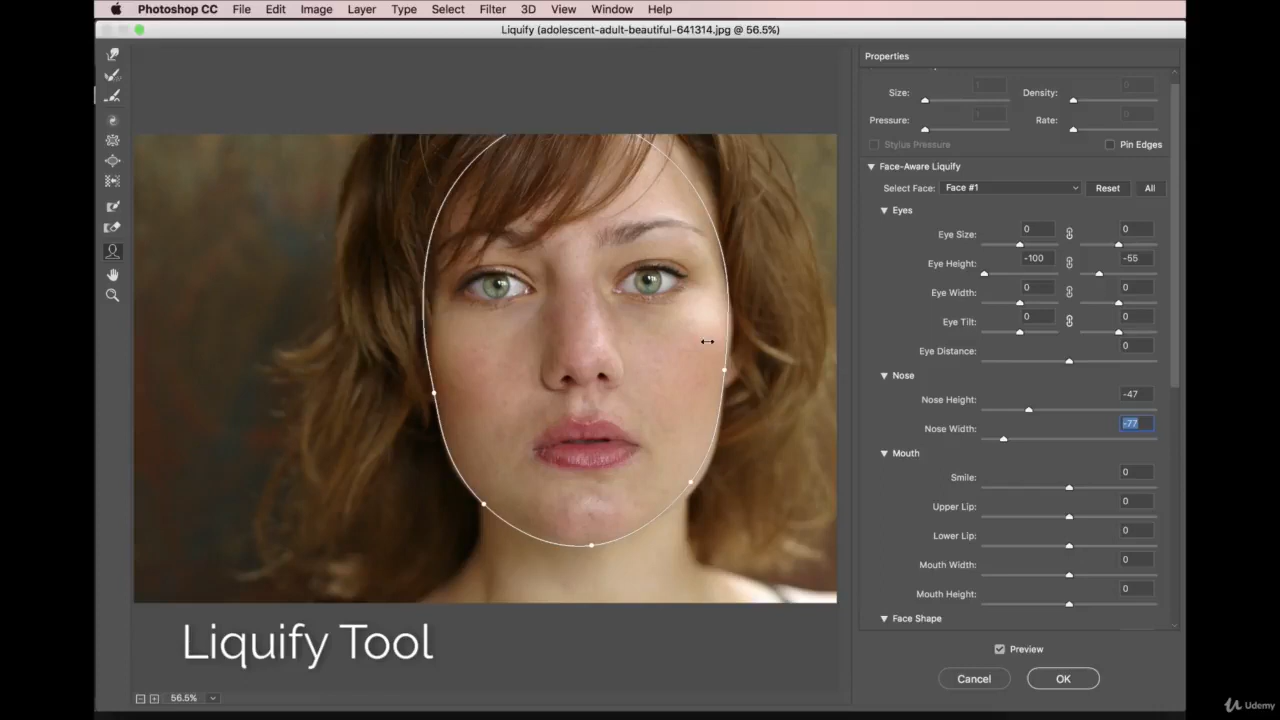 Photoshop CC File Edit Image Layer Type Select Filter 3D View Window Help
Liquify (adolescent-adult-beautiful-641314.jpg @ 56.5%)
Properties
Size: 1 Density: 0
Pressure: 1 Rate: 0
Stylus Pressure Pin Edges
Face-Aware Liquify
Select Face: Face #1 Reset All
Eyes
Eye Size: 0 0
Eye Height: -100 -55
Eye Width: 0 0
Eye Tilt: 0 0
Eye Distance: 0
Nose
Nose Height: -47
Nose Width: -77
Mouth
Smile: 0
Upper Lip: 0
Lower Lip: 0
Mouth Width: 0
Mouth Height: 0
Face Shape
Preview
Cancel OK
Liquify Tool
56.5%
Udemy